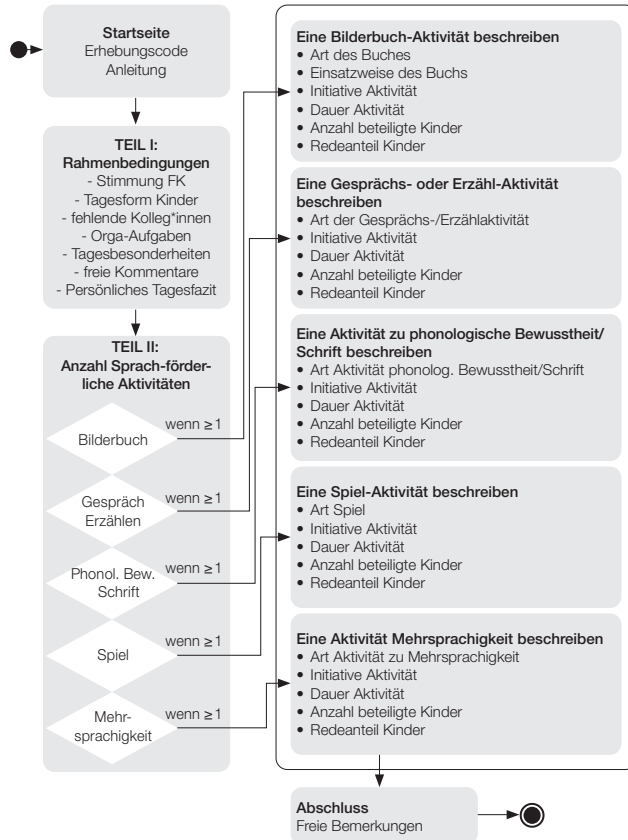 Startseite
Erhebungscode
Anleitung
TEIL I:
Rahmenbedingungen
- Stimmung FK
- Tagesform Kinder
- fehlende Kolleg*innen
- Orga-Aufgaben
- Tagesbesonderheiten
- freie Kommentare
- Persönliches Tagesfazit
TEIL II:
Anzahl Sprach-förder-
liche Aktivitäten
Bilderbuch
wenn ≥ 1
Gespräch
Erzählen
wenn ≥ 1
Phonol. Bew.
Schrift
wenn ≥ 1
Spiel
wenn ≥ 1
Mehr-
sprachigkeit
wenn ≥ 1
Eine Bilderbuch-Aktivität beschreiben
• Art des Buches
• Einsatzweise des Buchs
• Initiative Aktivität
• Dauer Aktivität
• Anzahl beteiligte Kinder
• Redeanteil Kinder
Eine Gesprächs- oder Erzähl-Aktivität
beschreiben
• Art der Gesprächs-/Erzählaktivität
• Initiative Aktivität
• Dauer Aktivität
• Anzahl beteiligte Kinder
• Redeanteil Kinder
Eine Aktivität zu phonologische Bewusstheit/
Schrift beschreiben
• Art Aktivität phonolog. Bewusstheit/Schrift
• Initiative Aktivität
• Dauer Aktivität
• Anzahl beteiligte Kinder
• Redeanteil Kinder
Eine Spiel-Aktivität beschreiben
• Art Spiel
• Initiative Aktivität
• Dauer Aktivität
• Anzahl beteiligte Kinder
• Redeanteil Kinder
Eine Aktivität Mehrsprachigkeit beschreiben
• Art Aktivität zu Mehrsprachigkeit
• Initiative Aktivität
• Dauer Aktivität
• Anzahl beteiligte Kinder
• Redeanteil Kinder
Abschluss
Freie Bemerkungen